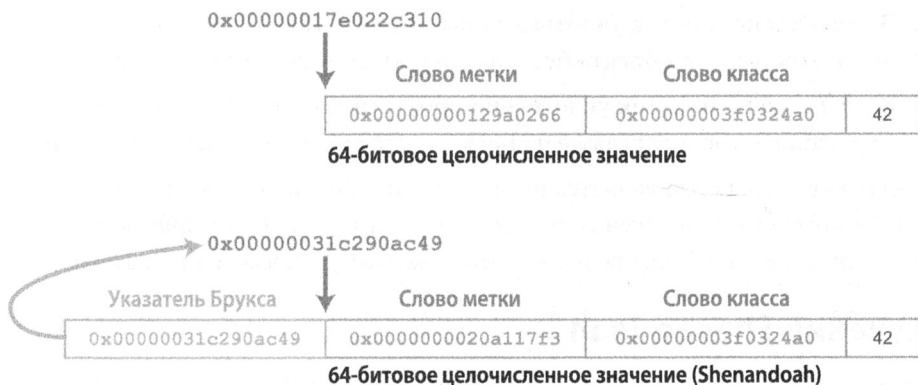 0x00000017e022c310
Слово метки Слово класса
0x00000000129a0266 0x00000003f0324a0 42
64-битовое целочисленное значение
0x00000031c290ac49
Указатель Брукса Слово метки Слово класса
0x00000031c290ac49 0x0000000020a117f3 0x00000003f0324a0 42
64-битовое целочисленное значение (Shenandoah)